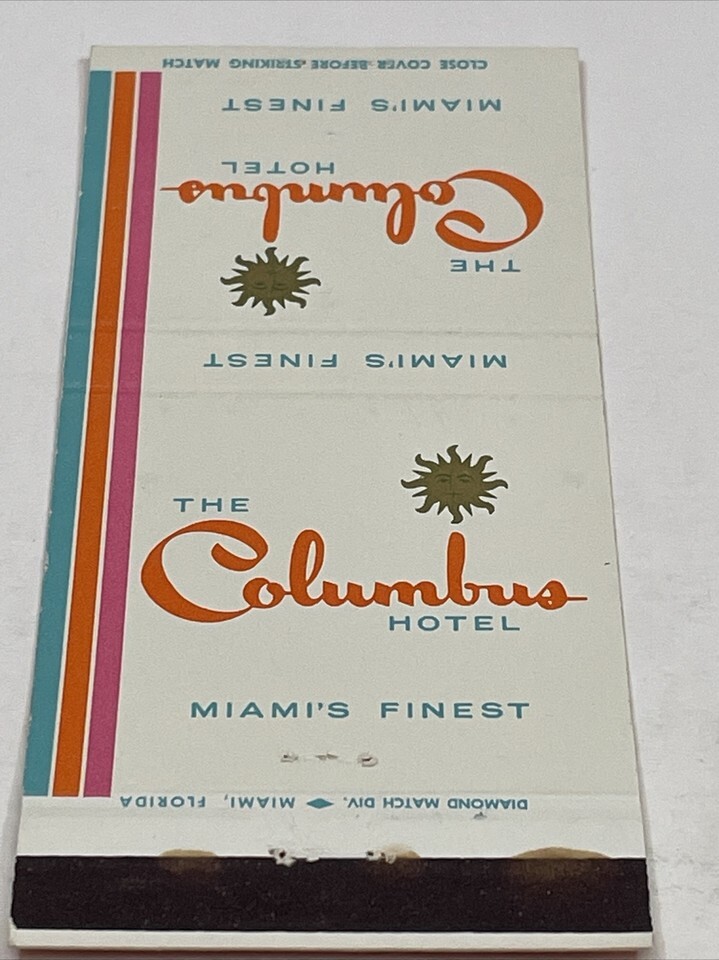 CLOSE COVER BEFORE STRIKING MATCH
MIAMI'S FINEST
HOTEL
Columbus
THE
MIAMI'S FINEST
THE
Columbus
HOTEL
MIAMI'S FINEST
DIAMOND MATCH DIV. ◆ MIAMI, FLORIDA